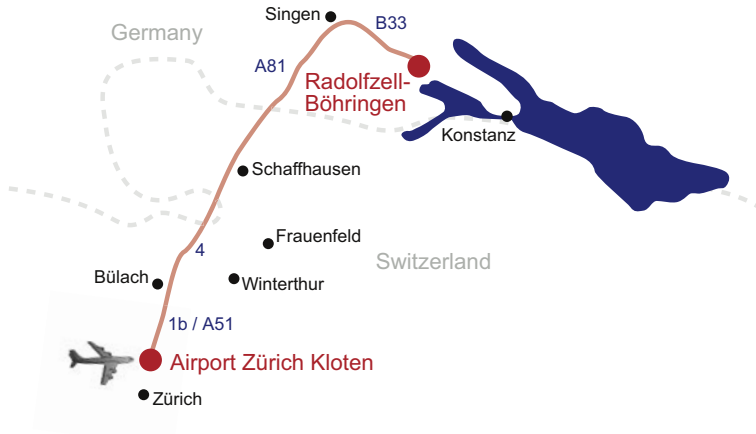 Singen
B33
Germany
A81
Radolfzell-
Böhringen
Konstanz
Schaffhausen
Frauenfeld
4
Switzerland
Bülach
Winterthur
1b / A51
Airport Zürich Kloten
Zürich